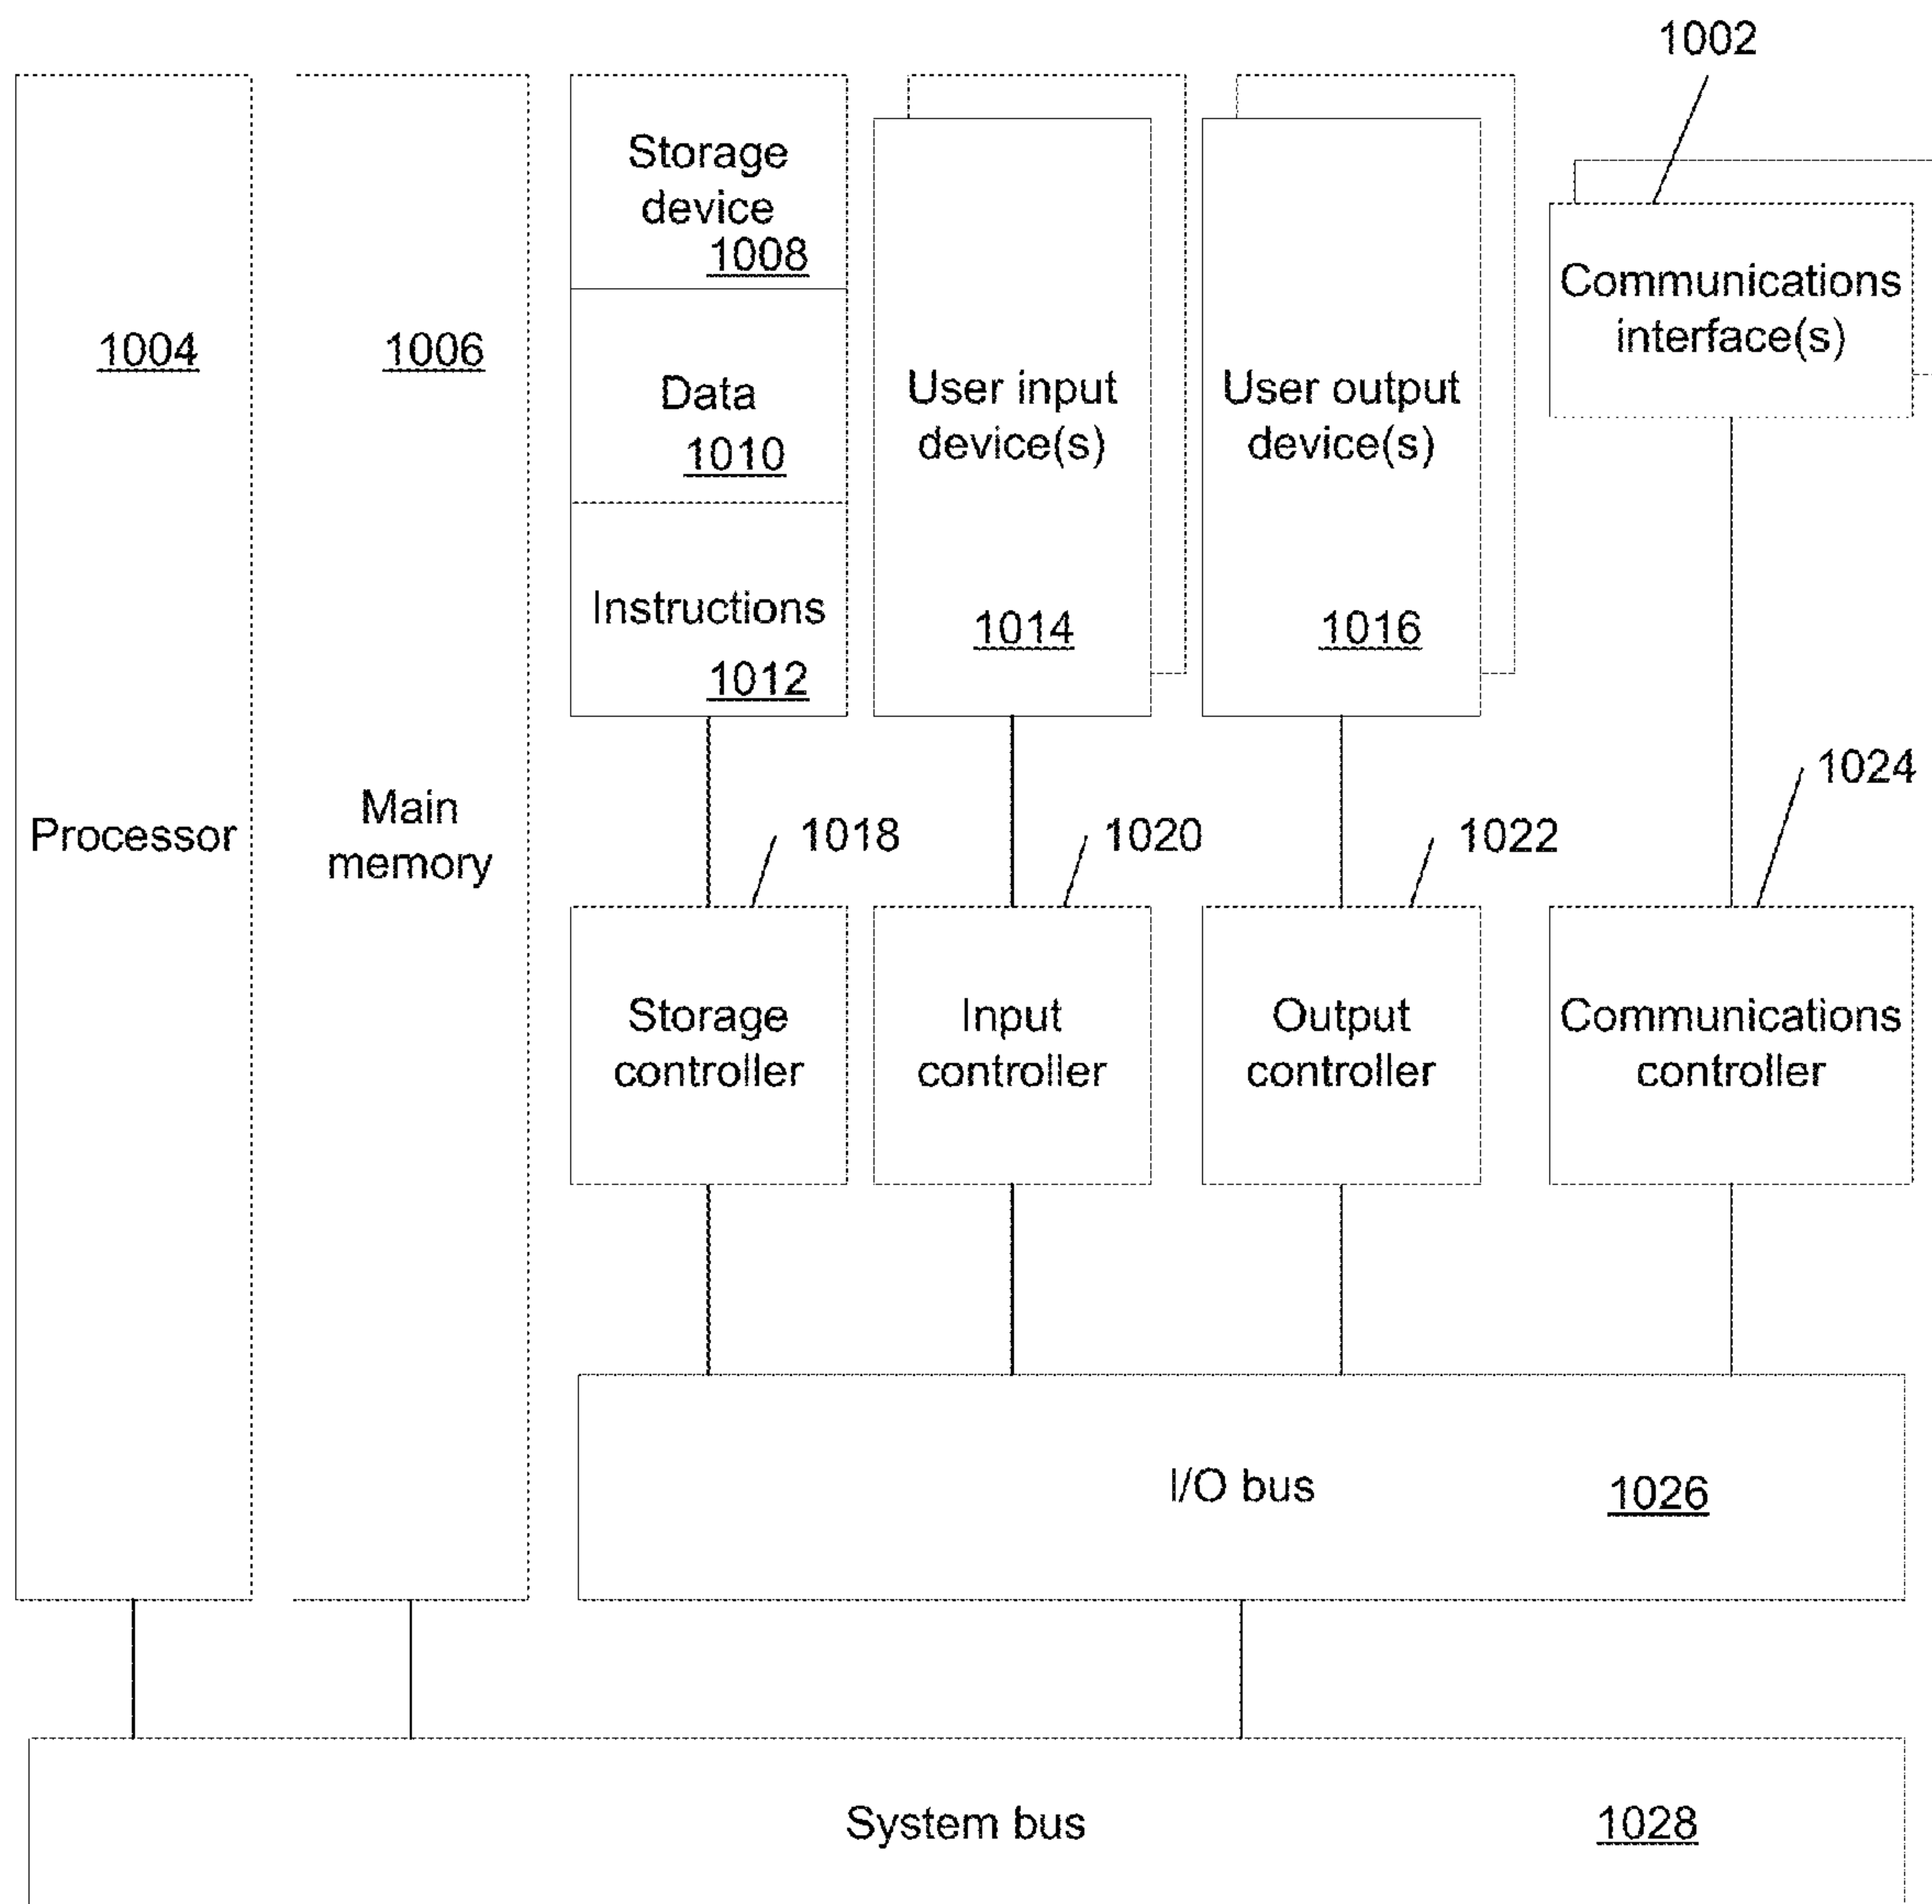 1002
Storage
device
1008
Communications
interface(s)
1004
1006
Data
1010
User input
device(s)
User output
device(s)
Instructions
1012
1014
1016
1024
Processor
Main
memory
1018
1020
1022
Storage
controller
Input
controller
Output
controller
Communications
controller
I/O bus
1026
System bus
1028